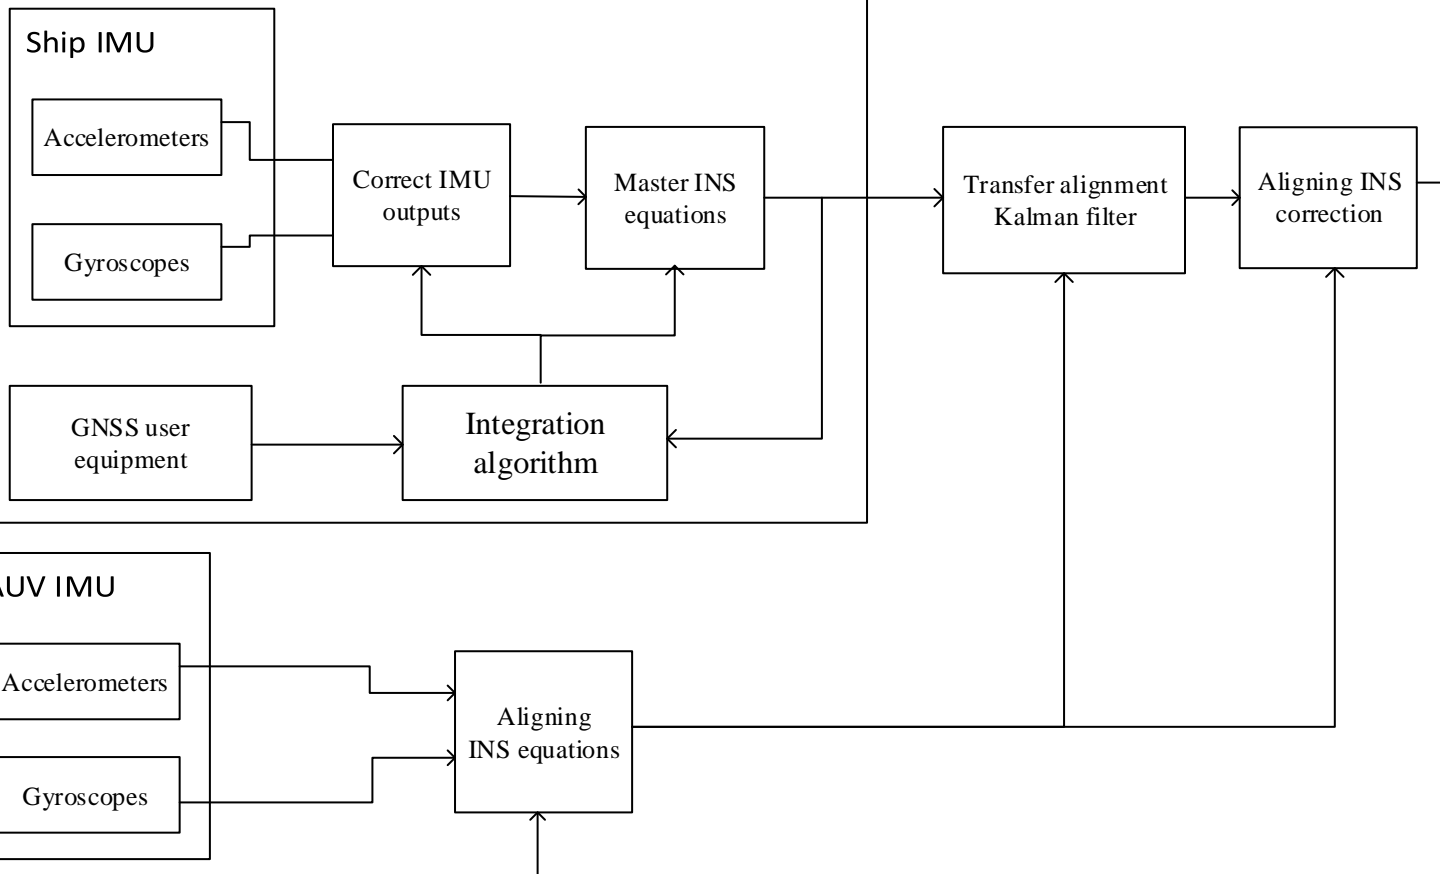 Ship IMU
Accelerometers
Gyroscopes
Correct IMU
outputs
Master INS
equations
Transfer alignment
Kalman filter
Aligning INS
correction
GNSS user
equipment
Integration
algorithm
AUV IMU
Accelerometers
Gyroscopes
Aligning
INS equations